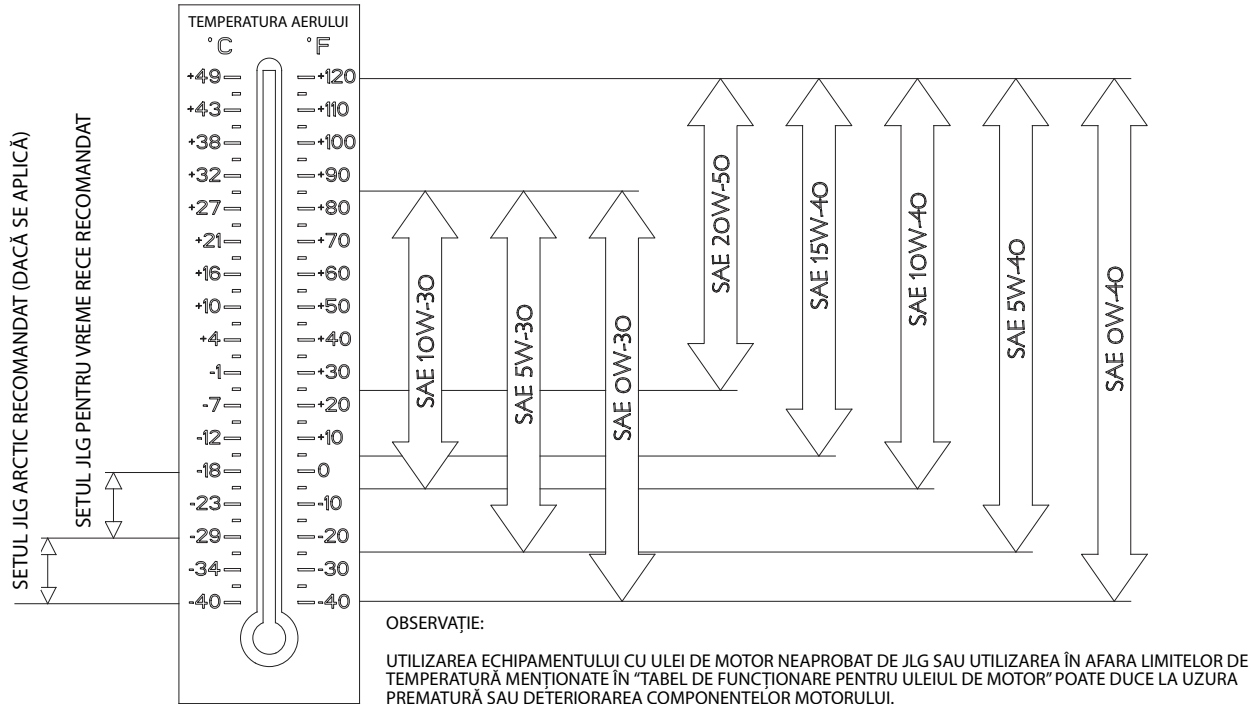 TEMPERATURA AERULUI
°C °F
+49 +120
+43 +110
+38 +100
+32 +90
+27 +80
+21 +70
+16 +60
+10 +50
+4 +40
-1 +30
-7 +20
-12 +10
-18 0
-23 -10
-29 -20
-34 -30
-40 -40
SETUL JLG ARCTIC RECOMANDAT (DACĂ SE APLICĂ)
SETUL JLG PENTRU VREME RECE RECOMANDAT
SAE 10W-30
SAE 5W-30
SAE 0W-30
SAE 20W-50
SAE 15W-40
SAE 10W-40
SAE 5W-40
SAE 0W-40
OBSERVAȚIE:
UTILIZAREA ECHIPAMENTULUI CU ULEI DE MOTOR NEAPROBAT DE JLG SAU UTILIZAREA ÎN AFARA LIMITELOR DE
TEMPERATURĂ MENȚIONATE ÎN “TABEL DE FUNCȚIONARE PENTRU ULEIUL DE MOTOR” POATE DUCE LA UZURA
PREMATURĂ SAU DETERIORAREA COMPONENTELOR MOTORULUI.